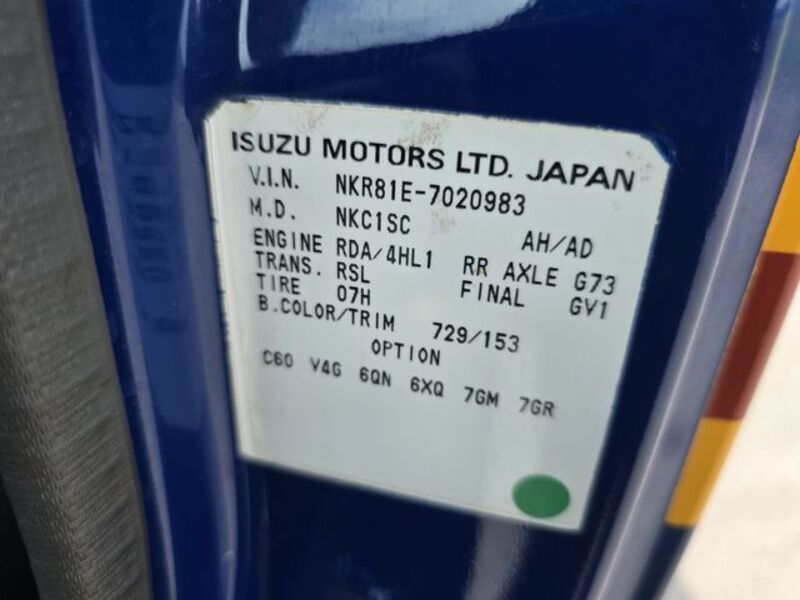 ISUZU MOTORS LTD. JAPAN
V.I.N. NKR81E-7020983
M.D. NKC1SC AH/AD
ENGINE RDA/4HL1 RR AXLE G73
TRANS. RSL FINAL GV1
TIRE 07H
B.COLOR/TRIM 729/153
OPTION
C60 V4G 6QN 6XQ 7GM 7GR